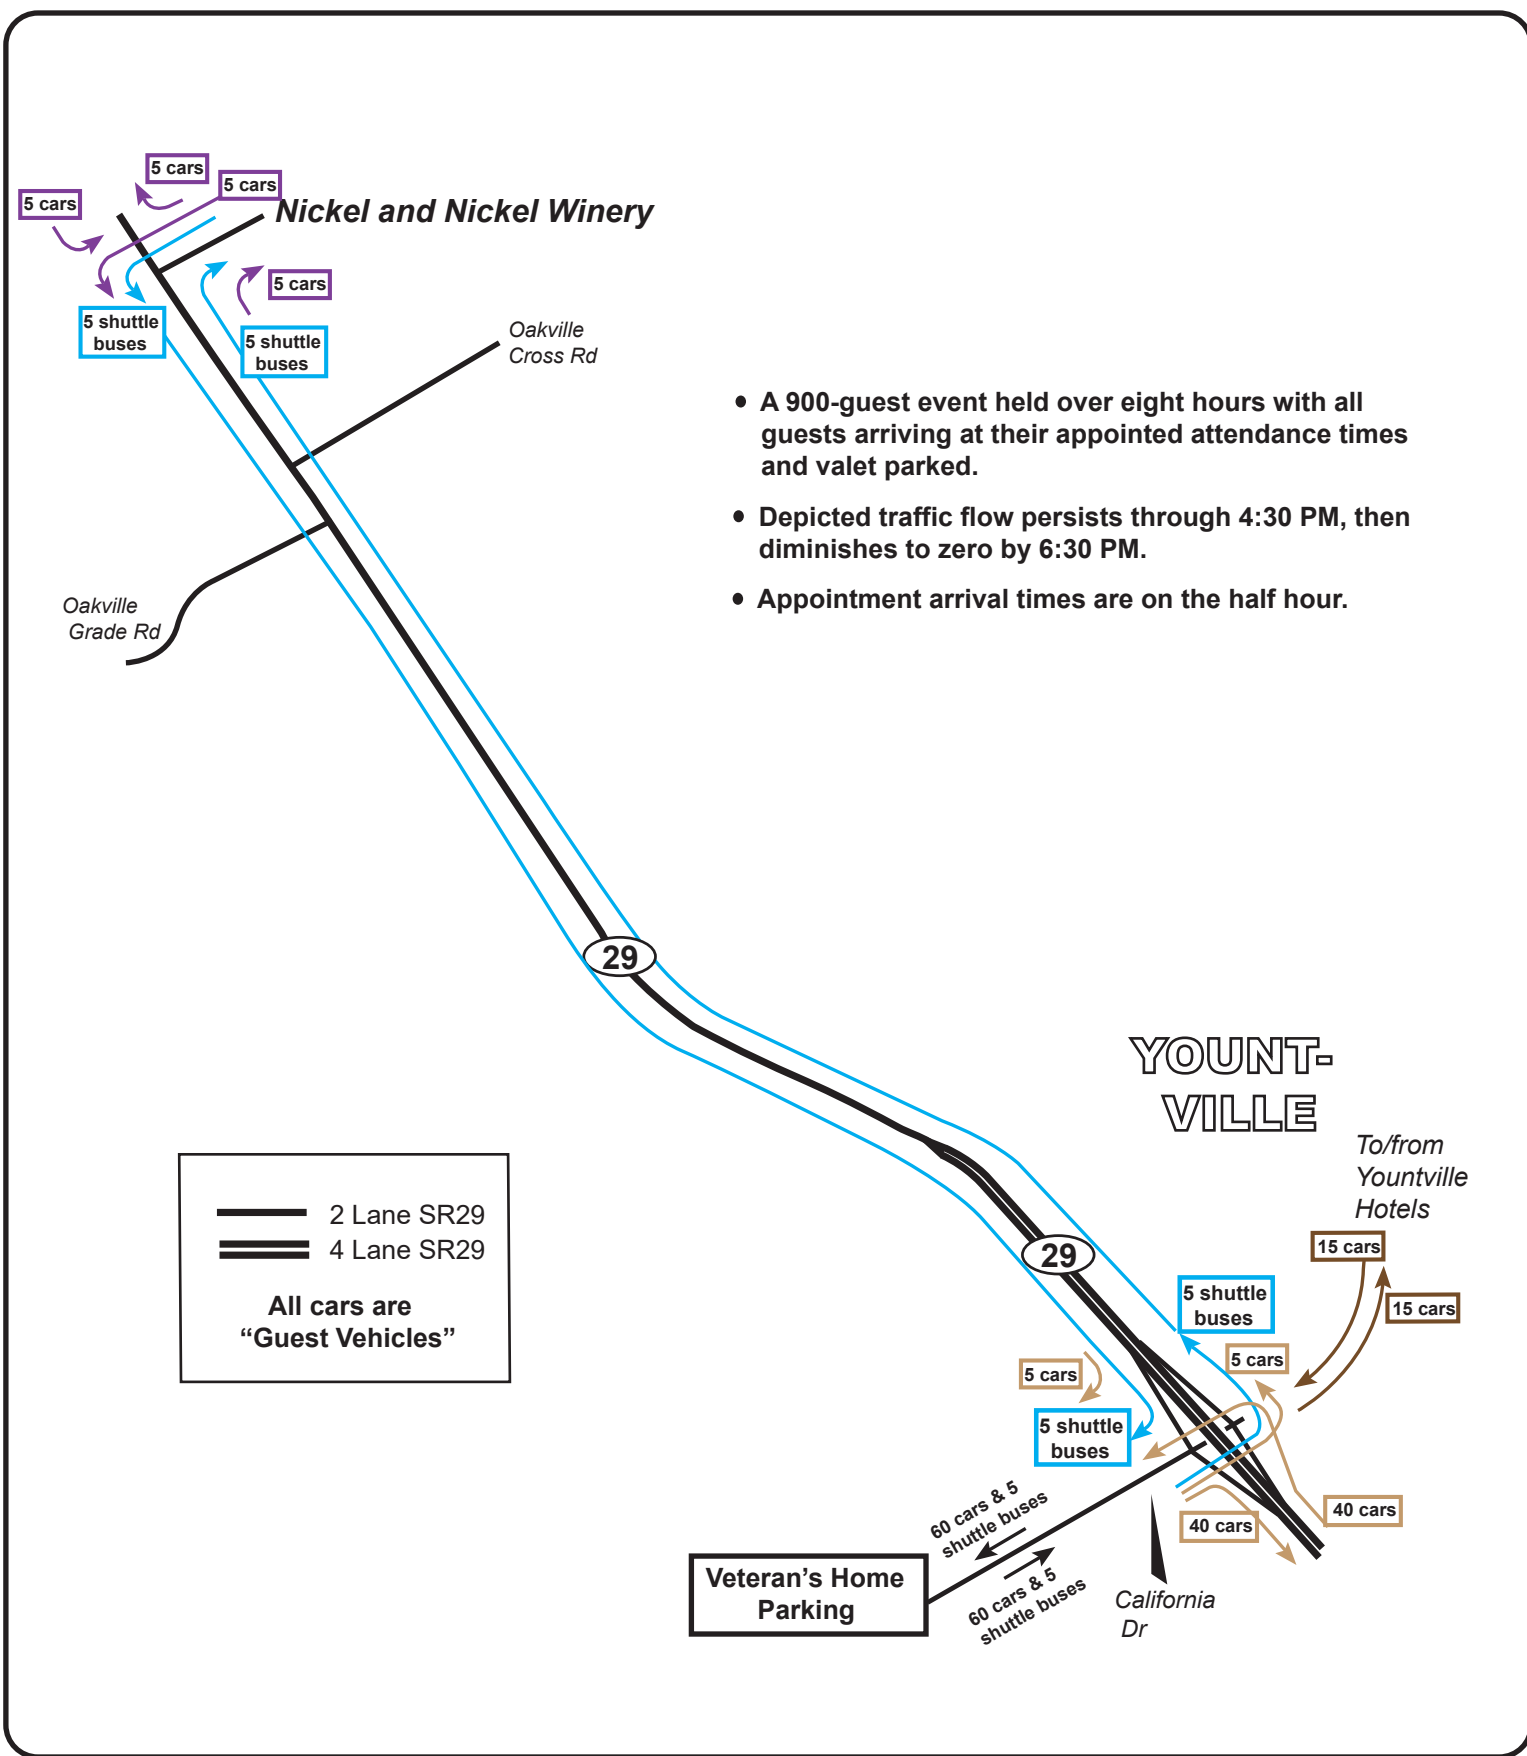 5 cars
5 cars
5 cars
Nickel and Nickel Winery
5 cars
5 shuttle
buses
5 shuttle
buses
Oakville
Cross Rd
• A 900-guest event held over eight hours with all
guests arriving at their appointed attendance times
and valet parked.
• Depicted traffic flow persists through 4:30 PM, then
diminishes to zero by 6:30 PM.
• Appointment arrival times are on the half hour.
Oakville
Grade Rd
29
YOUNT-
VILLE
To/from
Yountville
Hotels
2 Lane SR29
4 Lane SR29
All cars are
“Guest Vehicles”
29
15 cars
15 cars
5 shuttle
buses
5 cars
5 cars
5 shuttle
buses
40 cars
40 cars
60 cars & 5
shuttle buses
60 cars & 5
shuttle buses
Veteran’s Home
Parking
California
Dr